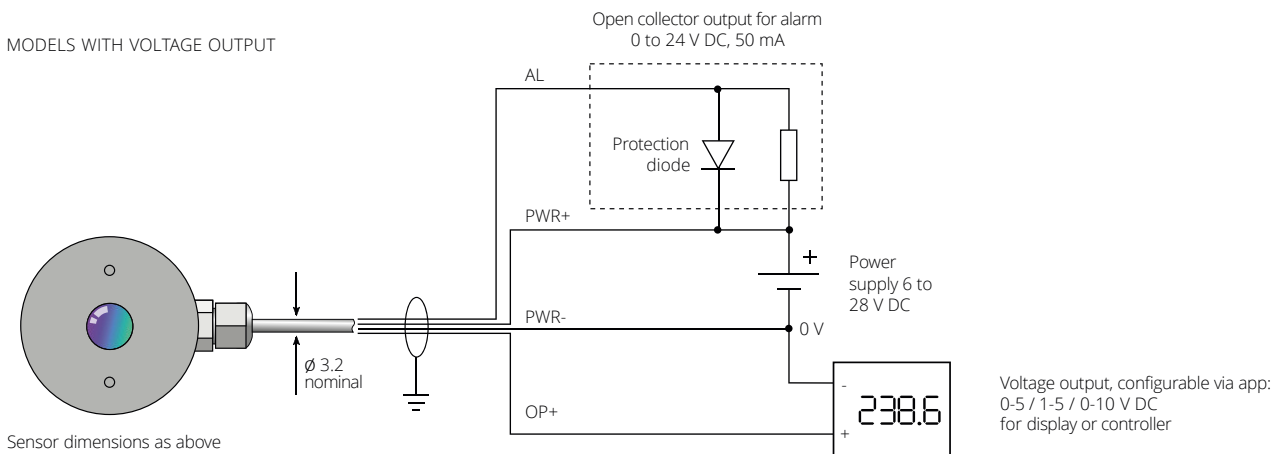 MODELS WITH VOLTAGE OUTPUT
Open collector output for alarm
0 to 24 V DC, 50 mA
AL
Protection
diode
PWR+
+
Power
supply 6 to
28 V DC
PWR-
0 V
Ø 3.2
nominal
OP+
-
238.6
+
Voltage output, configurable via app:
0-5 / 1-5 / 0-10 V DC
for display or controller
Sensor dimensions as above